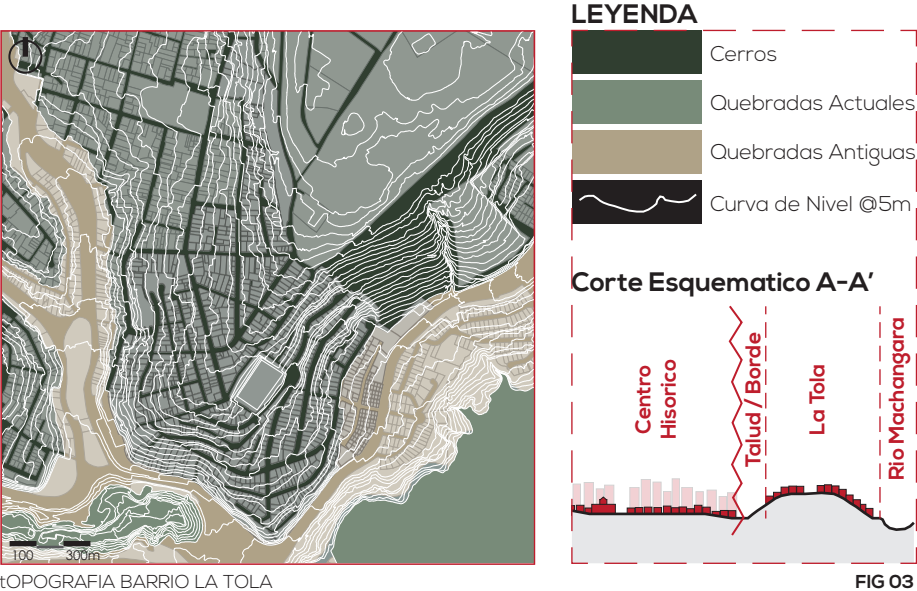 LEYENDA
Cerros
Quebradas Actuales
Quebradas Antiguas
Curva de Nivel @5m
Corte Esquematico A-A’
Centro
Hisorico
Talud / Borde
La Tola
Rio Machangara
100 300m
tOPOGRAFIA BARRIO LA TOLA
FIG 03